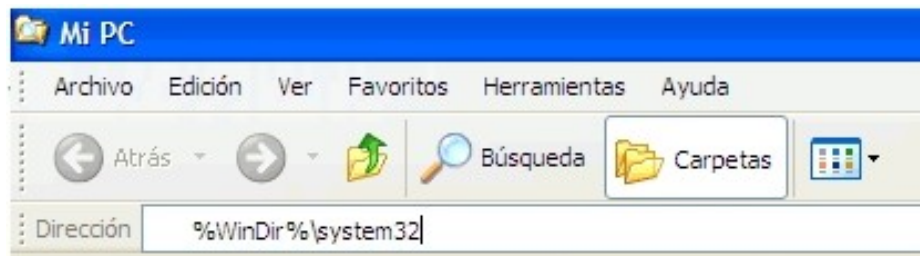 Mi PC
Archivo Edición Ver Favoritos Herramientas Ayuda
Atrás Búsqueda Carpetas
Dirección %WinDir%\system32